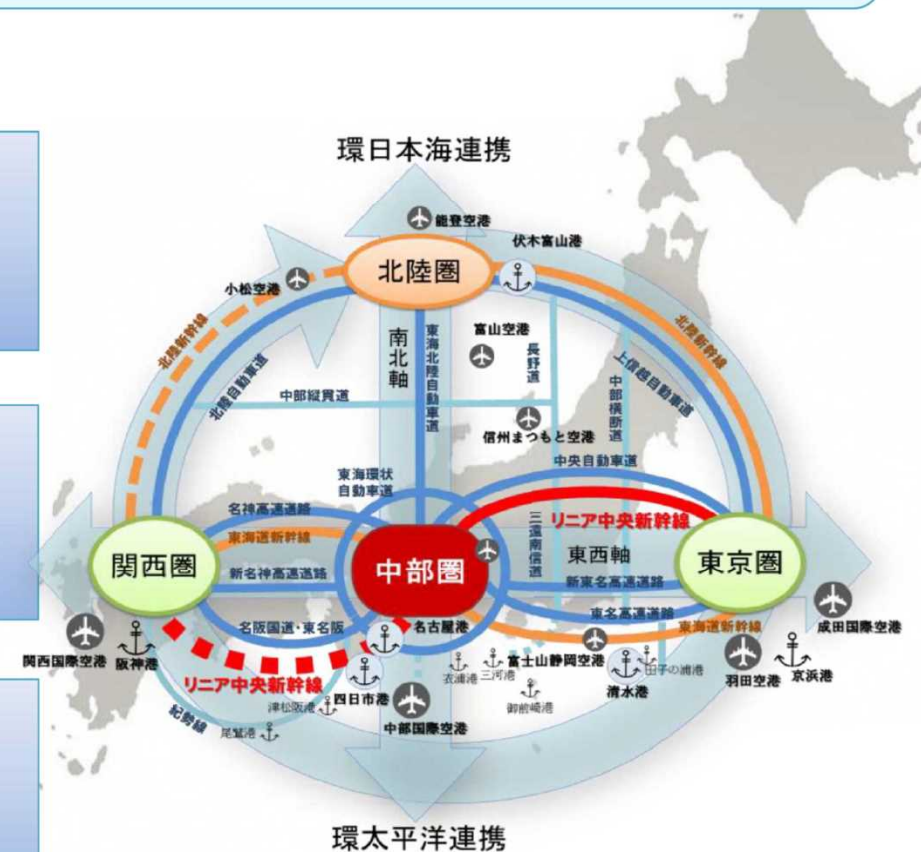 環日本海連携
能登空港
伏木富山港
北陸圏
小松空港
北陸新幹線
北陸自動車道
南北軸
東海北陸自動車道
富山空港
長野道
北陸新幹線
上信越自動車道
中部横断道
中部縦貫道
信州まつもと空港
中央自動車道
東海環状
自動車道
名神高速道路
東海道新幹線
リニア中央新幹線
三遠南信道
東西軸
関西圏
中部圏
東京圏
新名神高速道路
新東名高速道路
名阪国道・東名阪
名古屋港
東名高速道路
東海道新幹線
成田国際空港
関西国際空港
阪神港
衣浦港
三河港
富士山静岡空港
田子の浦港
羽田空港
京浜港
リニア中央新幹線
四日市港
清水港
津松阪港
御前崎港
紀勢線
尾鷲港
中部国際空港
環太平洋連携